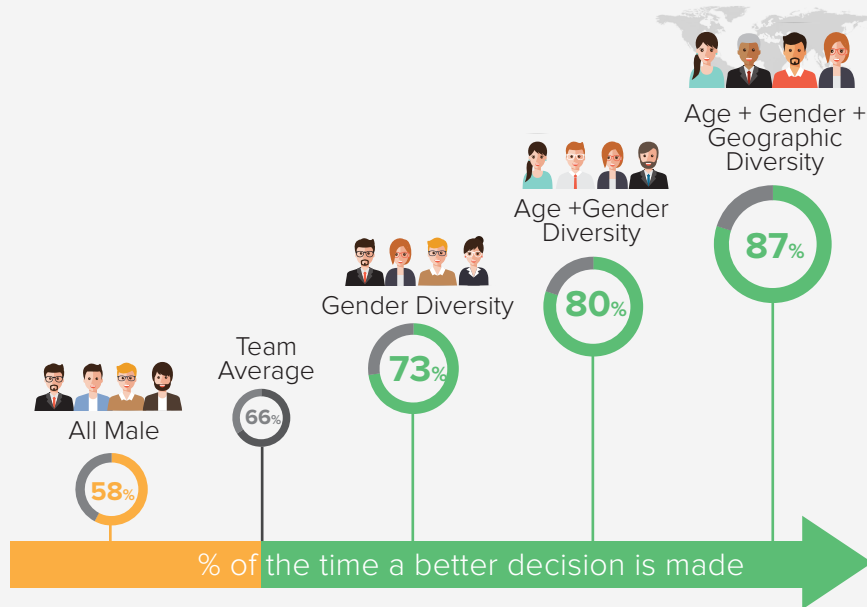 Age + Gender +
Geographic
Diversity
87%
Age +Gender
Diversity
80%
Gender Diversity
73%
Team
Average
66%
All Male
58%
% of the time a better decision is made